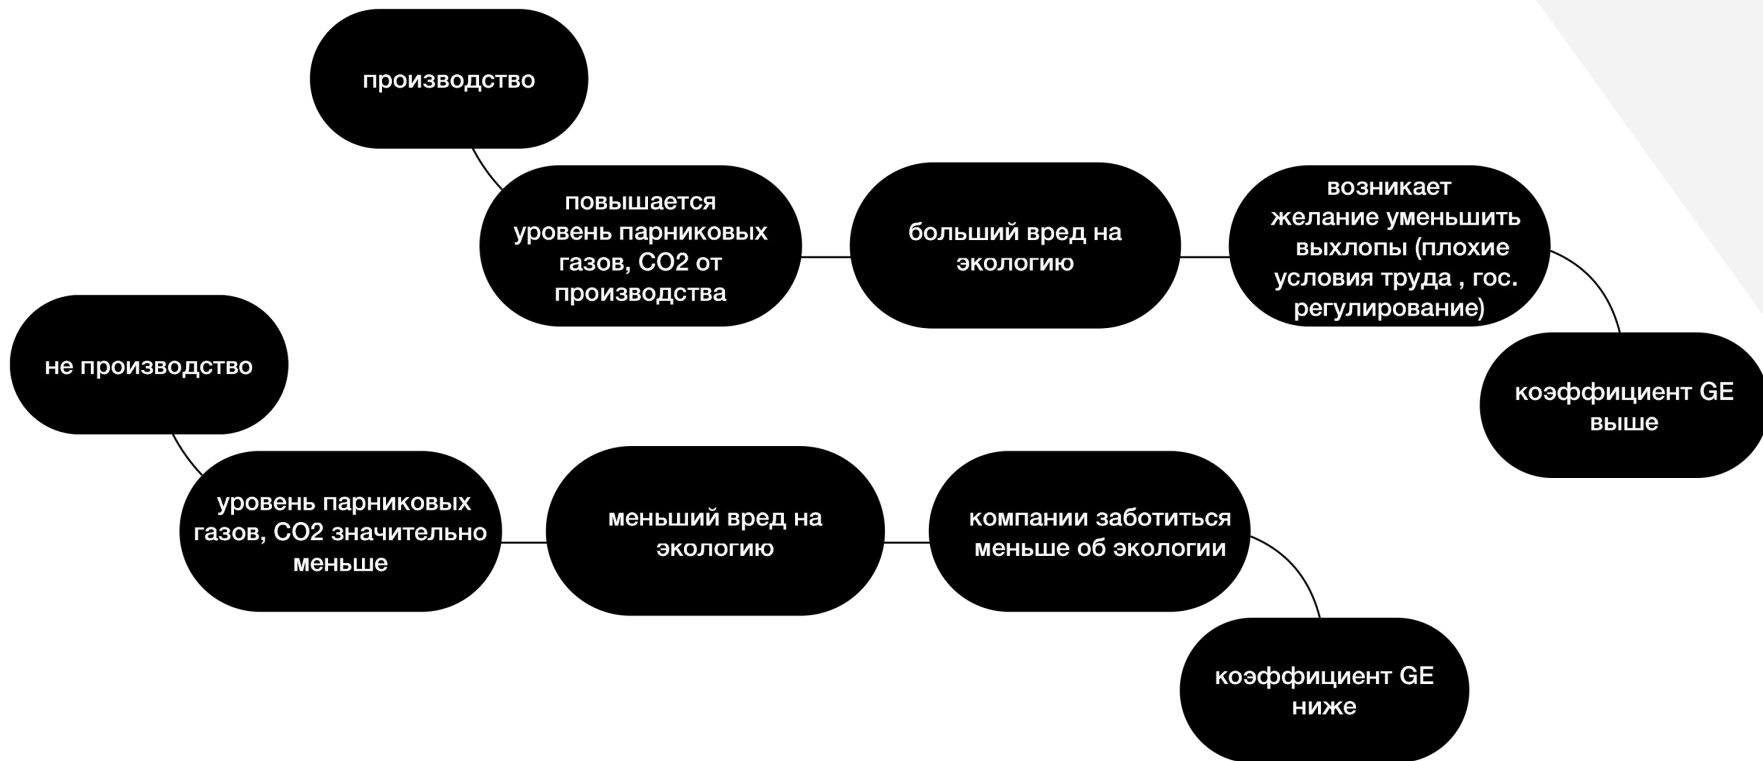 производство
повышается
уровень парниковых
газов, СО2 от
производства
больший вред на
экологию
возникает
желание уменьшить
выхлопы (плохие
условия труда , гос.
регулирование)
коэффициент GE
выше
не производство
уровень парниковых
газов, СО2 значительно
меньше
меньший вред на
экологию
компании заботиться
меньше об экологии
коэффициент GE
ниже